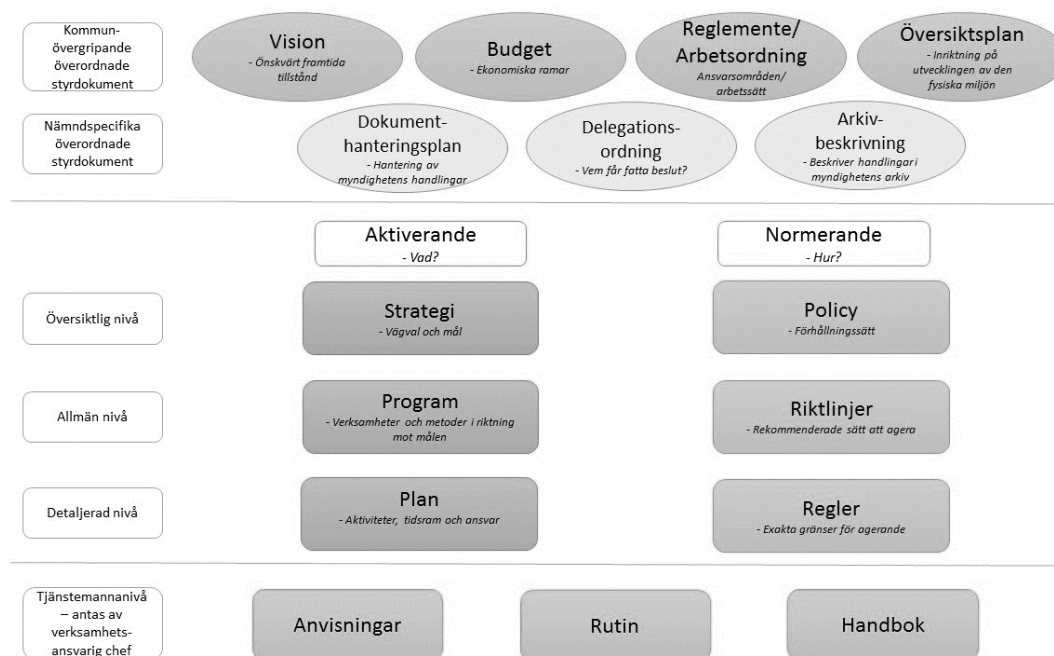 Kommun-
övergripande
överordnade
styrdokument
Vision
- Önskvärt framtida
tillstånd
Budget
- Ekonomiska ramar
Reglemente/
Arbetsordning
Ansvarsområden/
arbetssätt
Översiktsplan
- Inriktning på
utvecklingen av den
fysiska miljön
Nämndspecifika
överordnade
styrdokument
Dokument-
hanteringsplan
- Hantering av
myndighetens handlingar
Delegations-
ordning
- Vem får fatta beslut?
Arkiv-
beskrivning
- Beskriver handlingar i
myndighetens arkiv
Aktiverande
- Vad?
Normerande
- Hur?
Översiktlig nivå
Strategi
- Vägval och mål
Policy
- Förhållningssätt
Allmän nivå
Program
- Verksamheter och metoder i riktning
mot målen
Riktlinjer
- Rekommenderade sätt att agera
Detaljerad nivå
Plan
- Aktiviteter, tidsram och ansvar
Regler
- Exakta gränser för agerande
Tjänstemannanivå
– antas av
verksamhets-
ansvarig chef
Anvisningar
Rutin
Handbok